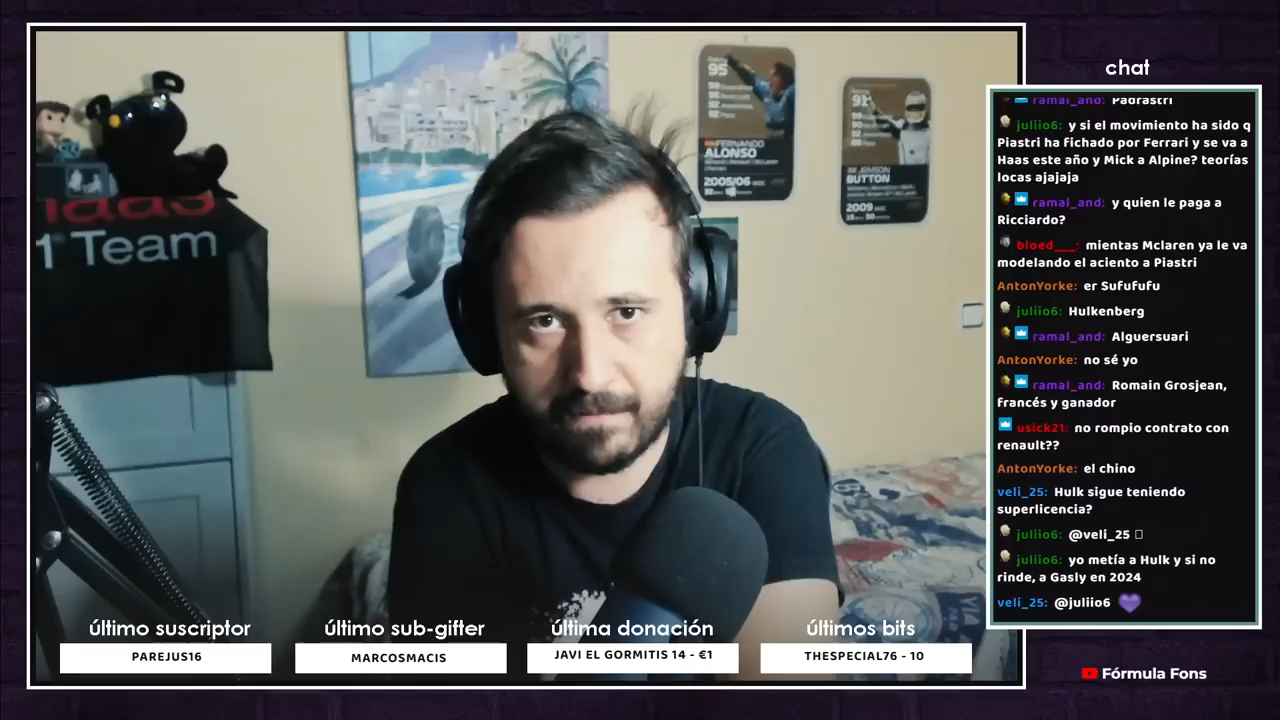 chat
ramal_and: Padrastri
juliio6: y si el movimiento ha sido q
Piastri ha fichado por Ferrari y se va a
Haas este año y Mick a Alpine? teorías
locas ajajaja
ramal_and: y quien le paga a
Ricciardo?
bloed___: mientas Mclaren ya le va
modelando el aciento a Piastri
AntonYorke: er Sufufufu
juliio6: Hulkenberg
ramal_and: Alguersuari
AntonYorke: no sé yo
ramal_and: Romain Grosjean,
francés y ganador
usick21: no rompio contrato con
renault??
AntonYorke: el chino
veli_25: Hulk sigue teniendo
superlicencia?
juliio6: @veli_25
juliio6: yo metía a Hulk y si no
rinde, a Gasly en 2024
veli_25: @juliio6
Haas
1 Team
95
FERNANDO
ALONSO
2005/06
91
JENSON
BUTTON
2009
último suscriptor
PAREJUS16
último sub-gifter
MARCOSMACIS
última donación
JAVI EL GORMITIS 14 - €1
últimos bits
THESPECIAL76 - 10
Fórmula Fons